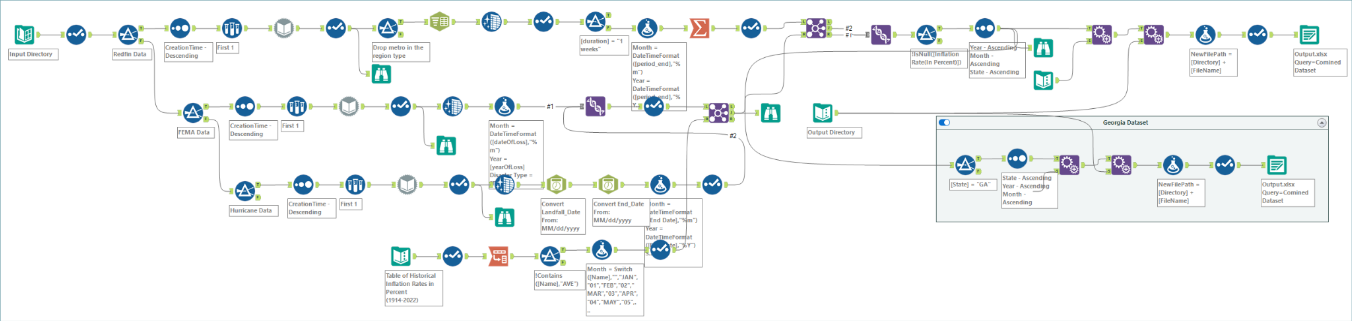 Input Directory
Redfin Data
CreationTime -
Descending
First 1
Drop metro in the
region type
[duration] = "1
weeks"
Month =
DateTimeFormat
([period_end],"%
m")
Year =
DateTimeFormat
([period_end],"%
#2
#1
!IsNull([Inflation
Rate(In Percent)])
Year - Ascending
Month -
Ascending
State - Ascending
NewFilePath =
[Directory] +
[FileName]
Output.xlsx
Query=Comined
Dataset
FEMA Data
CreationTime -
Descending
First 1
Month =
DateTimeFormat
([dateOfLoss],"%
m")
Year =
[yearOfLoss]
Disaster Type =
#1
#2
Output Directory
Georgia Dataset
[State] = "GA"
State - Ascending
Year - Ascending
Month -
Ascending
NewFilePath =
[Directory] +
[FileName]
Output.xlsx
Query=Comined
Dataset
Hurricane Data
CreationTime -
Descending
First 1
Convert
Landfall_Date
From:
MM/dd/yyyy
Convert End_Date
From:
MM/dd/yyyy
Month =
DateTimeFormat
Year =
DateTimeFormat
Table of Historical
Inflation Rates in
Percent
(1914-2022)
!Contains
([Name],"AVE")
Month = Switch
([Name],"","JAN",
"01","FEB","02","
MAR","03","APR",
"04","MAY","05",,